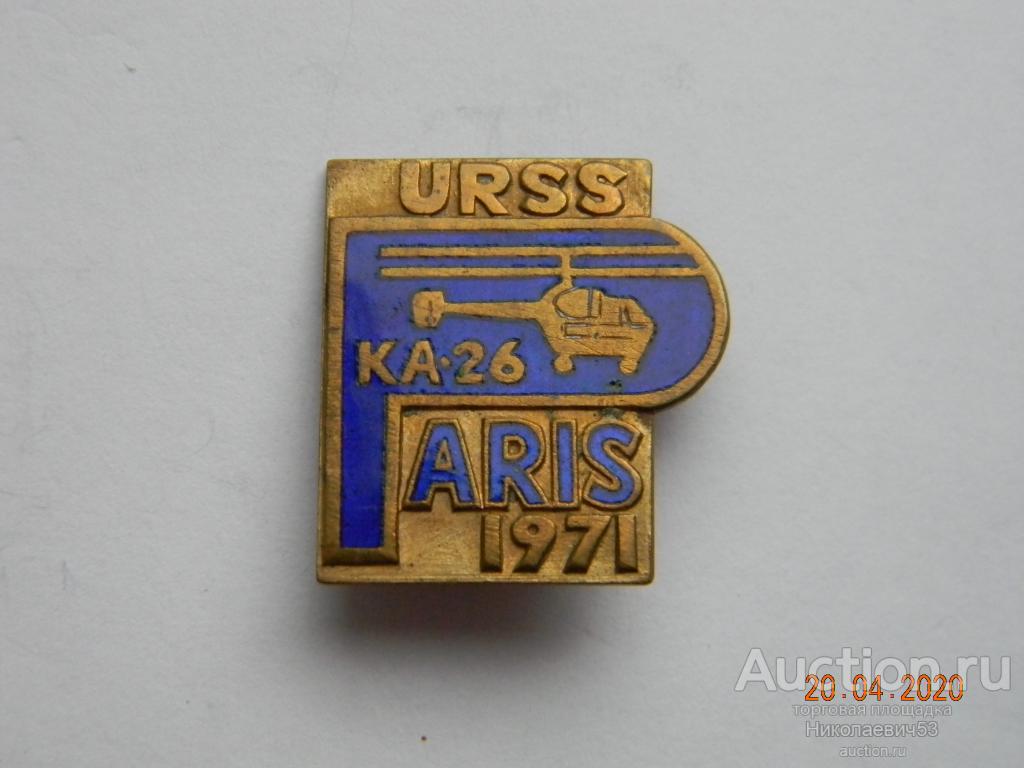 URSS
KA·26
PARIS
1971
Auction.ru
20.04.2020
торговая площадка
Николаевич53
auction.ru